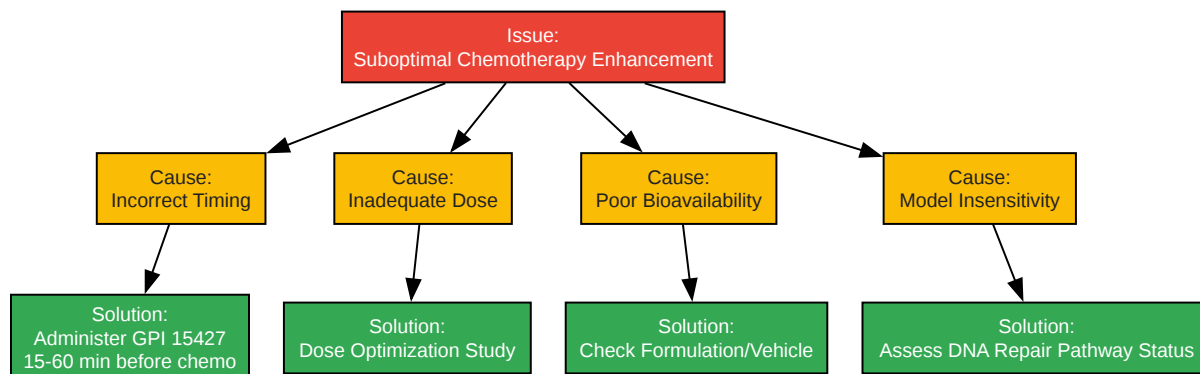 Issue:
Suboptimal Chemotherapy Enhancement
Cause:
Incorrect Timing
Cause:
Inadequate Dose
Cause:
Poor Bioavailability
Cause:
Model Insensitivity
Solution:
Administer GPI 15427
15-60 min before chemo
Solution:
Dose Optimization Study
Solution:
Check Formulation/Vehicle
Solution:
Assess DNA Repair Pathway Status